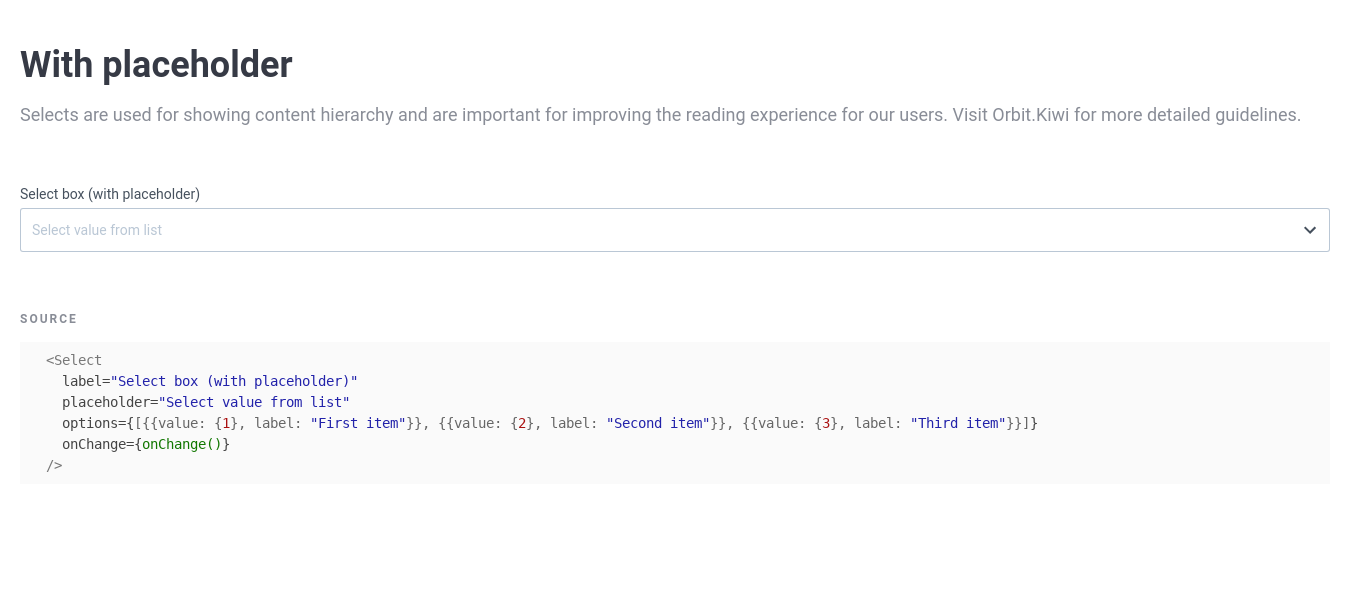 With placeholder
Selects are used for showing content hierarchy and are important for improving the reading experience for our users. Visit Orbit.Kiwi for more detailed guidelines.
Select box (with placeholder)
Select value from list
SOURCE
<Select
label="Select box (with placeholder)"
placeholder="Select value from list"
options={[{{value: {1}, label: "First item"}}, {{value: {2}, label: "Second item"}}, {{value: {3}, label: "Third item"}}]}
onChange={onChange()}
/>